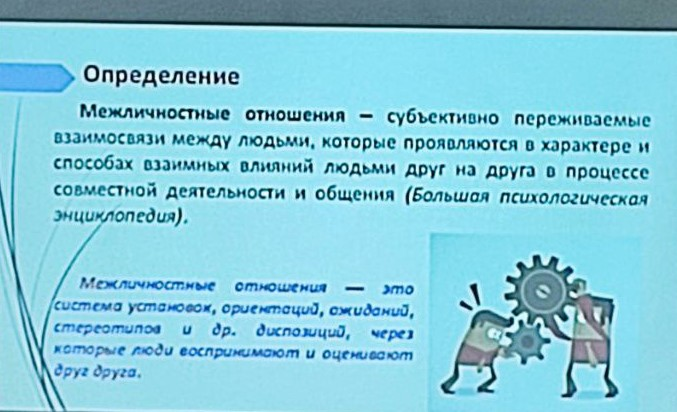 Определение
Межличностные отношения — субъективно переживаемые
взаимосвязи между людьми, которые проявляются в характере и
способах взаимных влияний людьми друг на друга в процессе
совместной деятельности и общения (Большая психологическая
энциклопедия).
Межличностные отношения — это
система установок, ориентаций, ожиданий,
стереотипов и др. диспозиций, через
которые люди воспринимают и оценивают
друг друга.